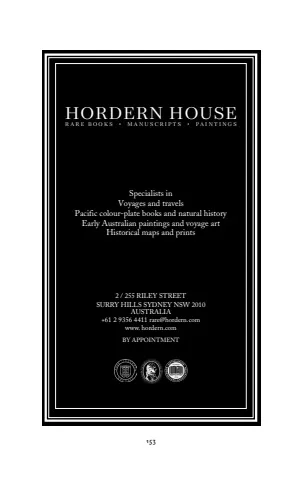 HORDERN HOUSE
RARE BOOKS • MANUSCRIPTS • PAINTINGS
Specialists in
Voyages and travels
Pacific colour-plate books and natural history
Early Australian paintings and voyage art
Historical maps and prints
2 / 255 RILEY STREET
SURRY HILLS SYDNEY NSW 2010
AUSTRALIA
+61 2 9356 4411 rare@hordern.com
www. hordern.com
BY APPOINTMENT
*53